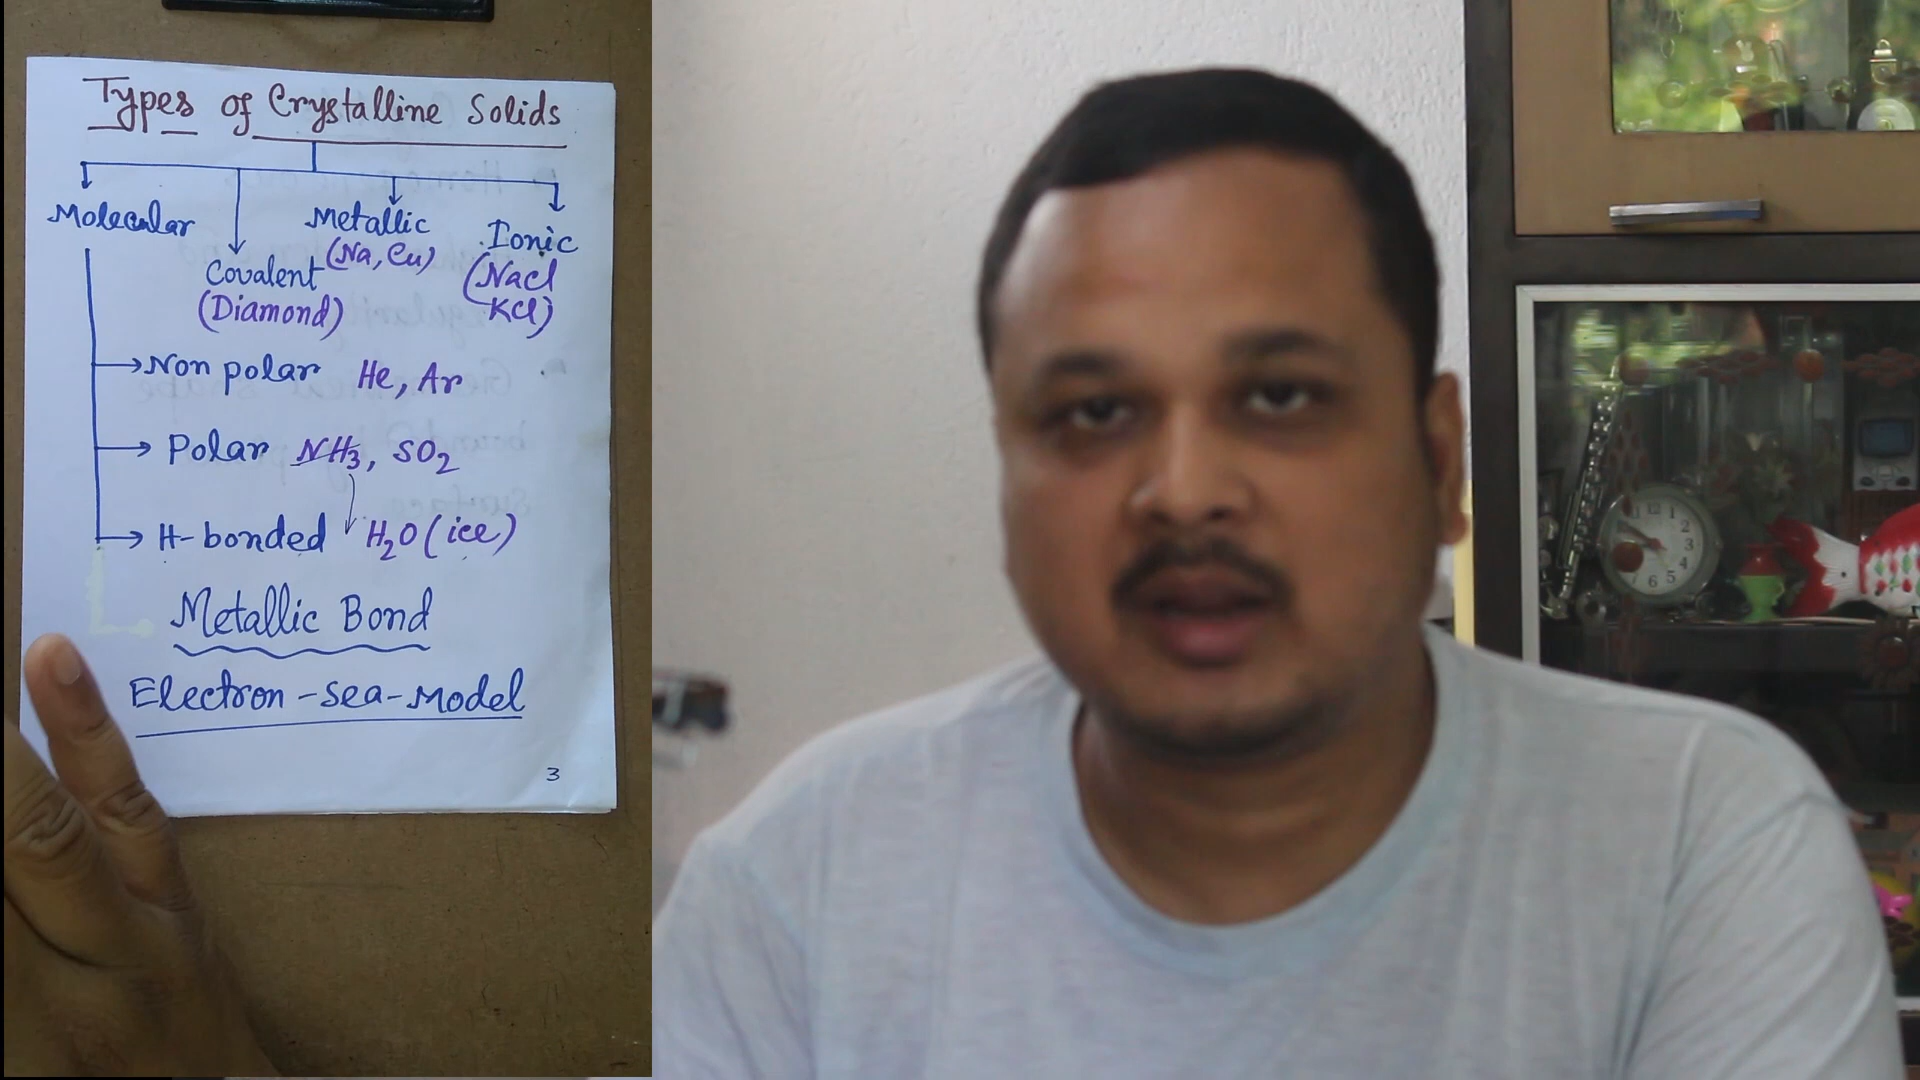 Types of Crystalline Solids
Molecular
Covalent
(Diamond)
Metallic
(Na, Cu)
Ionic
(NaCl
KCl)
Non polar He, Ar
Polar NH3, SO2
H-bonded H2O (ice)
Metallic Bond
Electron-sea-Model
3